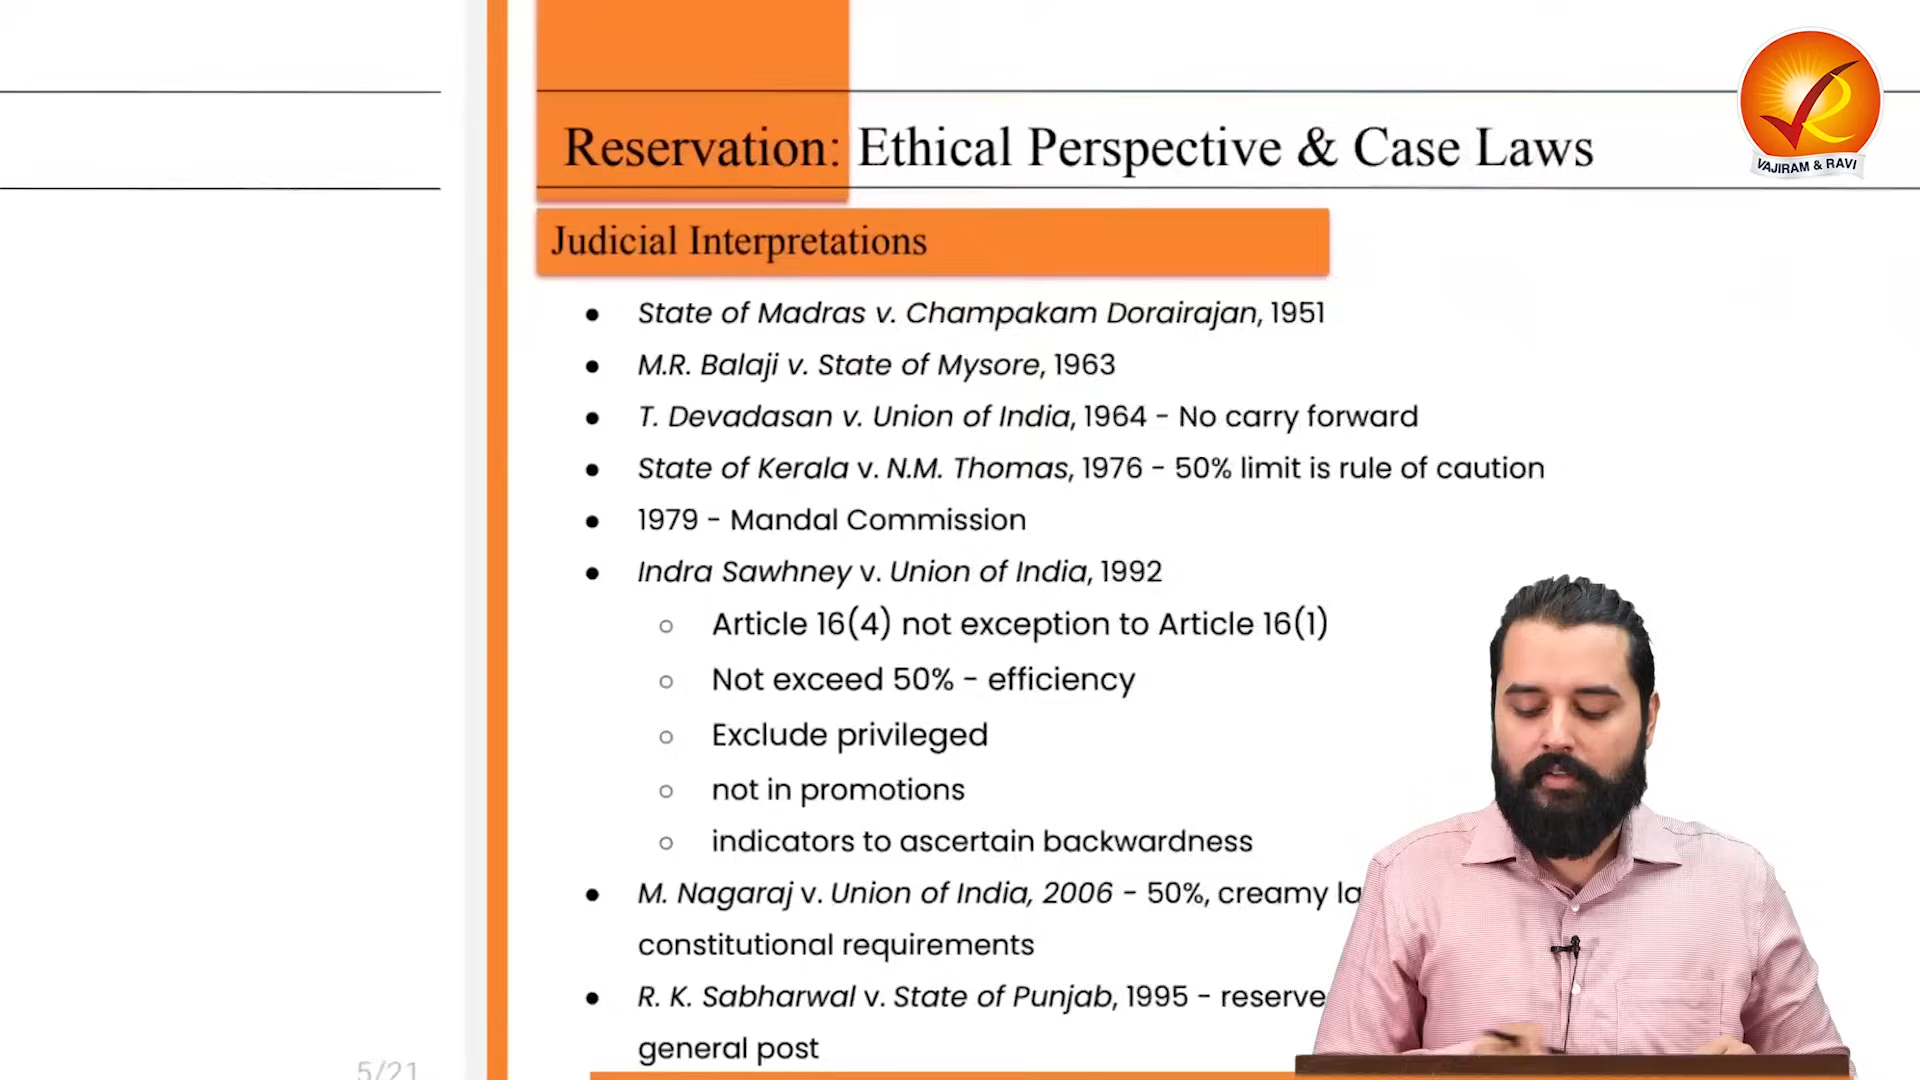 Reservation: Ethical Perspective & Case Laws
VAJIRAM & RAVI
Judicial Interpretations
● State of Madras v. Champakam Dorairajan, 1951
● M.R. Balaji v. State of Mysore, 1963
● T. Devadasan v. Union of India, 1964 - No carry forward
● State of Kerala v. N.M. Thomas, 1976 - 50% limit is rule of caution
● 1979 - Mandal Commission
● Indra Sawhney v. Union of India, 1992
○ Article 16(4) not exception to Article 16(1)
○ Not exceed 50% - efficiency
○ Exclude privileged
○ not in promotions
○ indicators to ascertain backwardness
● M. Nagaraj v. Union of India, 2006 - 50%, creamy la
constitutional requirements
● R. K. Sabharwal v. State of Punjab, 1995 - reserve
general post
5/21